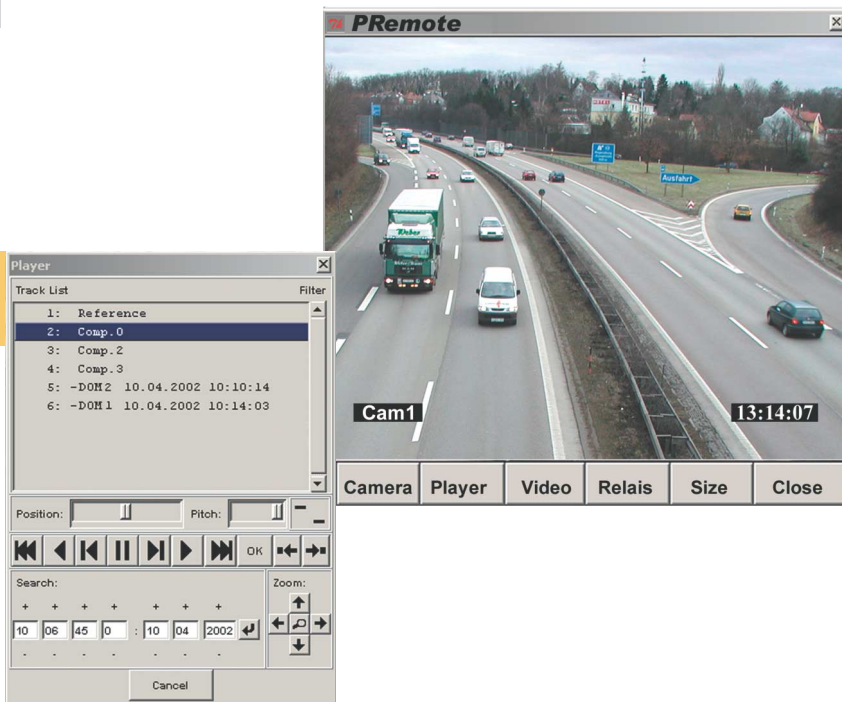 PRemote
Ausfahrt
Weber
Cam1
13:14:07
Camera Player Video Relais Size Close
Player
Track List Filter
1: Reference
2: Comp.0
3: Comp.2
4: Comp.3
5: -DOM2 10.04.2002 10:10:14
6: -DOM1 10.04.2002 10:14:03
Position: Pitch:
OK
Search: Zoom:
+ + + + + + +
10 06 45 0 : 10 04 2002
- - - - - - -
Cancel